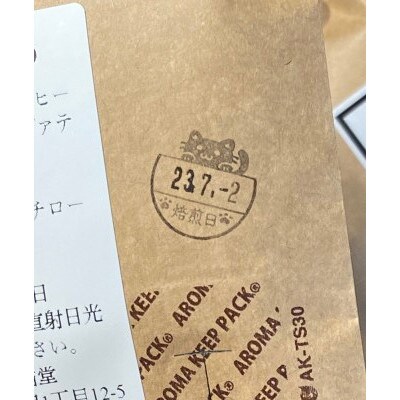 ヒー
ァテ
チロー
日
直射日光
さい。
堂
1丁目12-5
23.7.-2
焙煎日
AROMA KEEP PACK®
AROMA KEEP PACK®
AROMA
AK-TS30